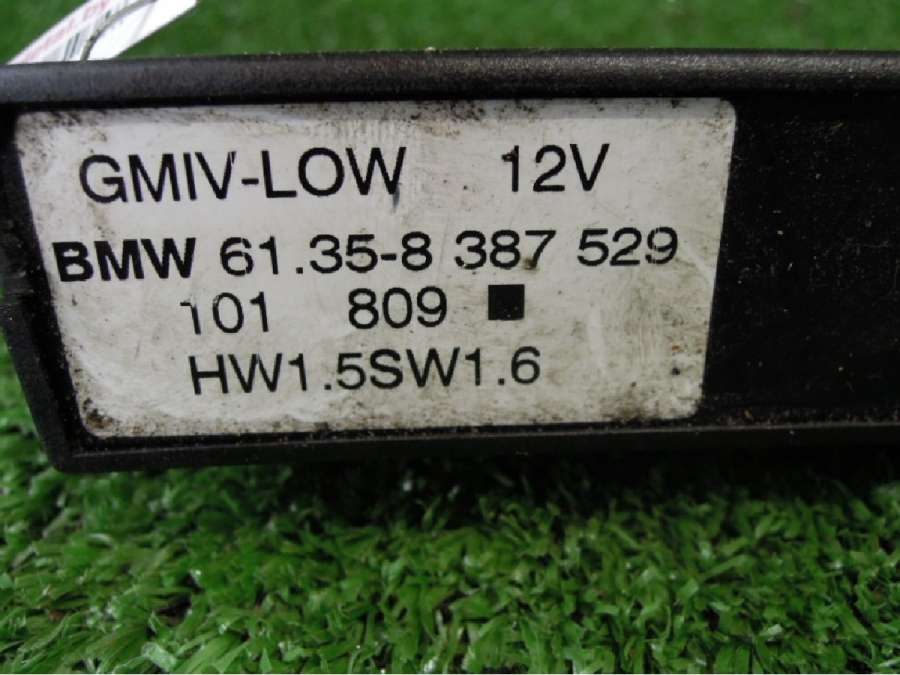 GMIV-LOW 12V
BMW 61.35-8 387 529
101 809
HW1.5SW1.6